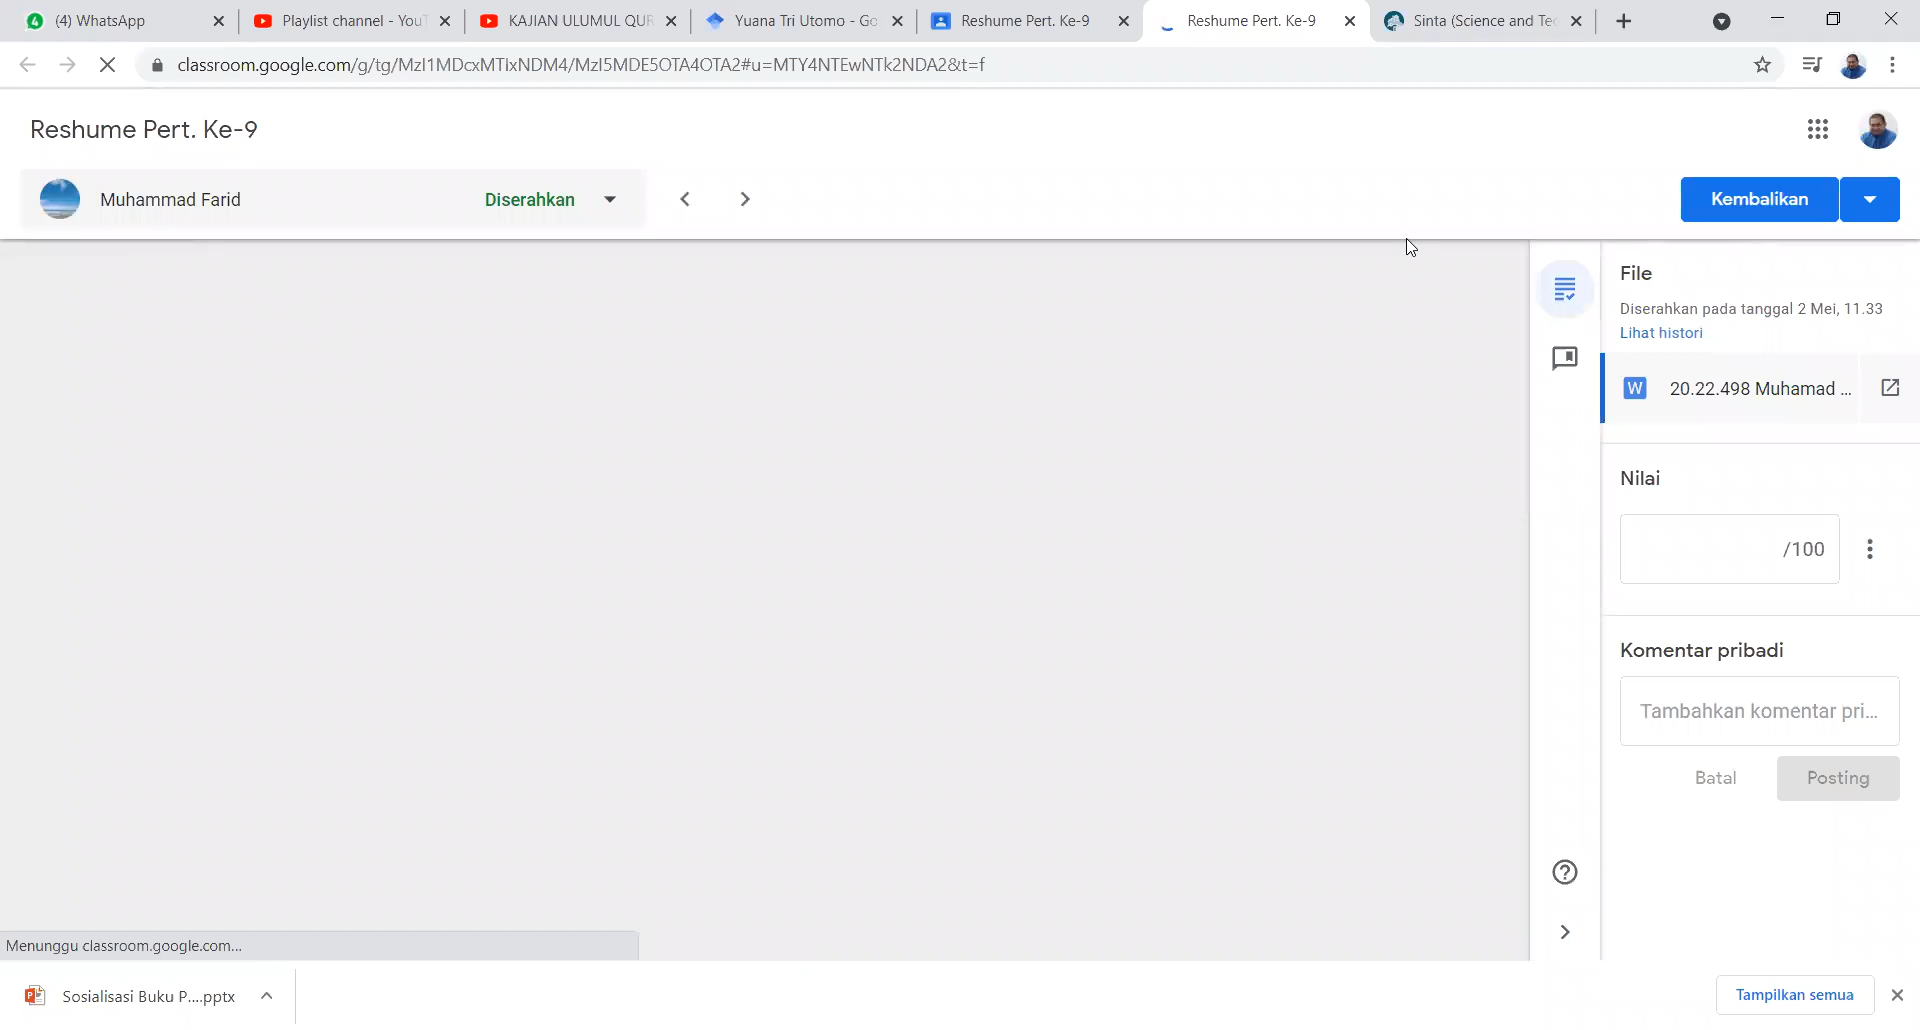 (4) WhatsApp
Playlist channel - YouT
KAJIAN ULUMUL QUR
Yuana Tri Utomo - Go
Reshume Pert. Ke-9
Reshume Pert. Ke-9
Sinta (Science and Tec
classroom.google.com/g/tg/MzI1MDcxMTIxNDM4/MzI5MDE5OTA4OTA2#u=MTY4NTEwNTk2NDA2&t=f
Reshume Pert. Ke-9
Muhammad Farid
Diserahkan
Kembalikan
File
Diserahkan pada tanggal 2 Mei, 11.33
Lihat histori
W
20.22.498 Muhamad ...
Nilai
/100
Komentar pribadi
Tambahkan komentar pri...
Batal
Posting
Menunggu classroom.google.com...
Sosialisasi Buku P....pptx
Tampilkan semua